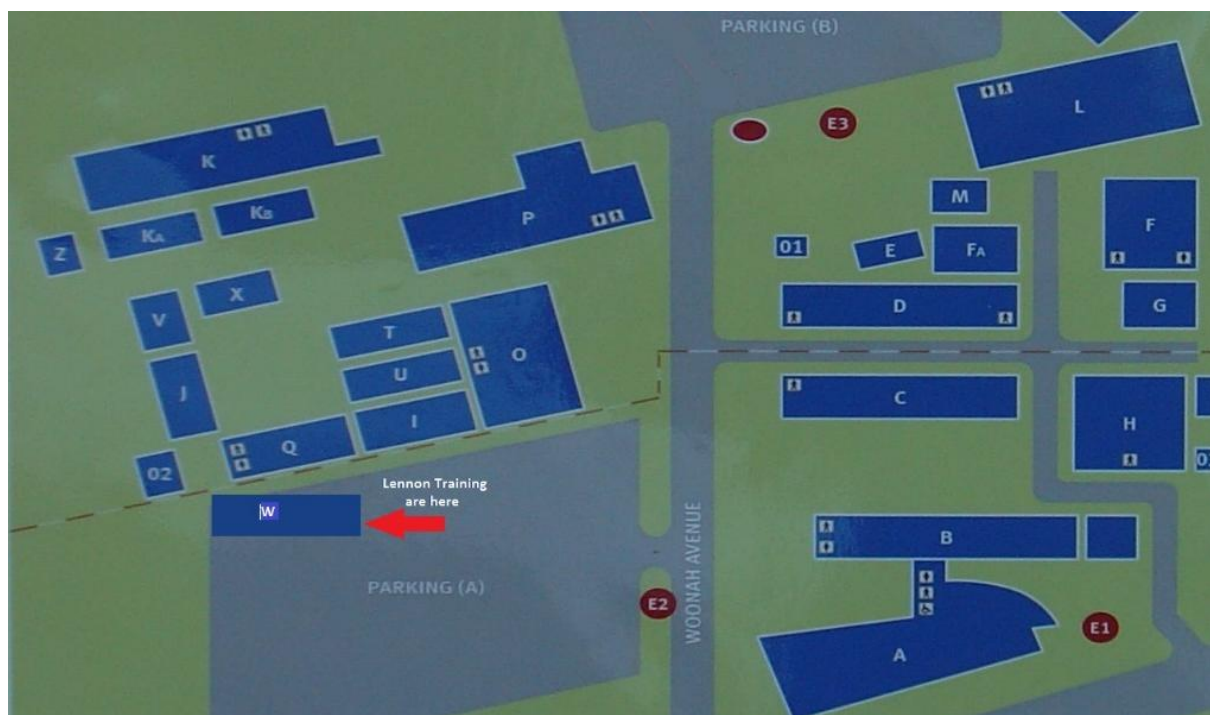 PARKING (B)
E3
L
K
KB
KA
Z
P
M
F
01
E
FA
X
V
D
G
T
O
U
J
C
I
Q
H
02
W
Lennon Training
are here
B
WOONAH AVENUE
PARKING (A)
E2
E1
A